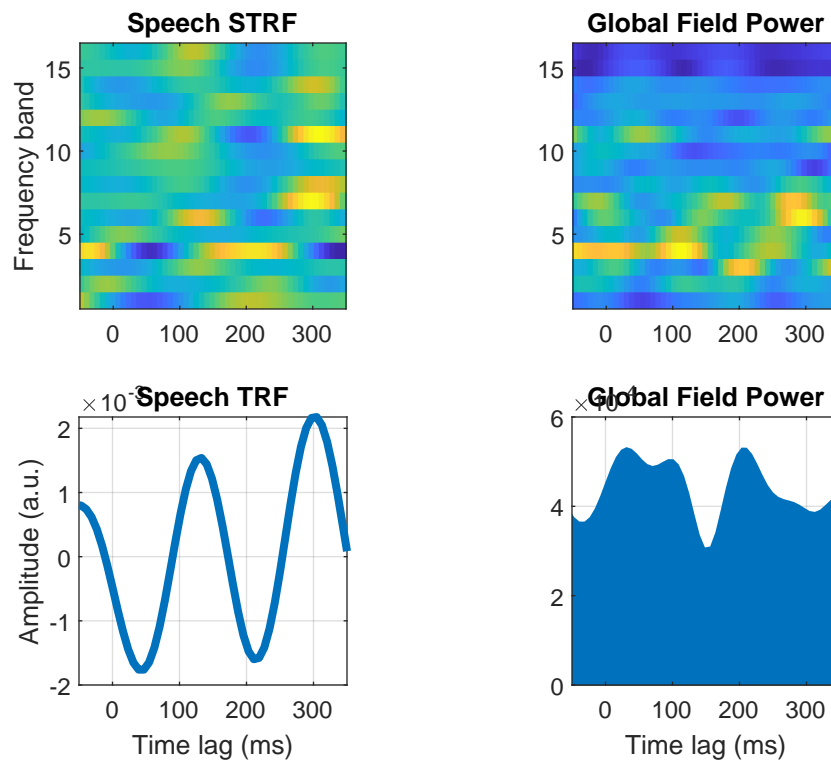 Speech STRF
Frequency band
15
10
5
0 100 200 300
Global Field Power
15
10
5
0 100 200 300
× 10⁻³
Speech TRF
Amplitude (a.u.)
2
1
0
-1
-2
0 100 200 300
Time lag (ms)
Global Field Power
6
4
2
0
0 100 200 300
Time lag (ms)